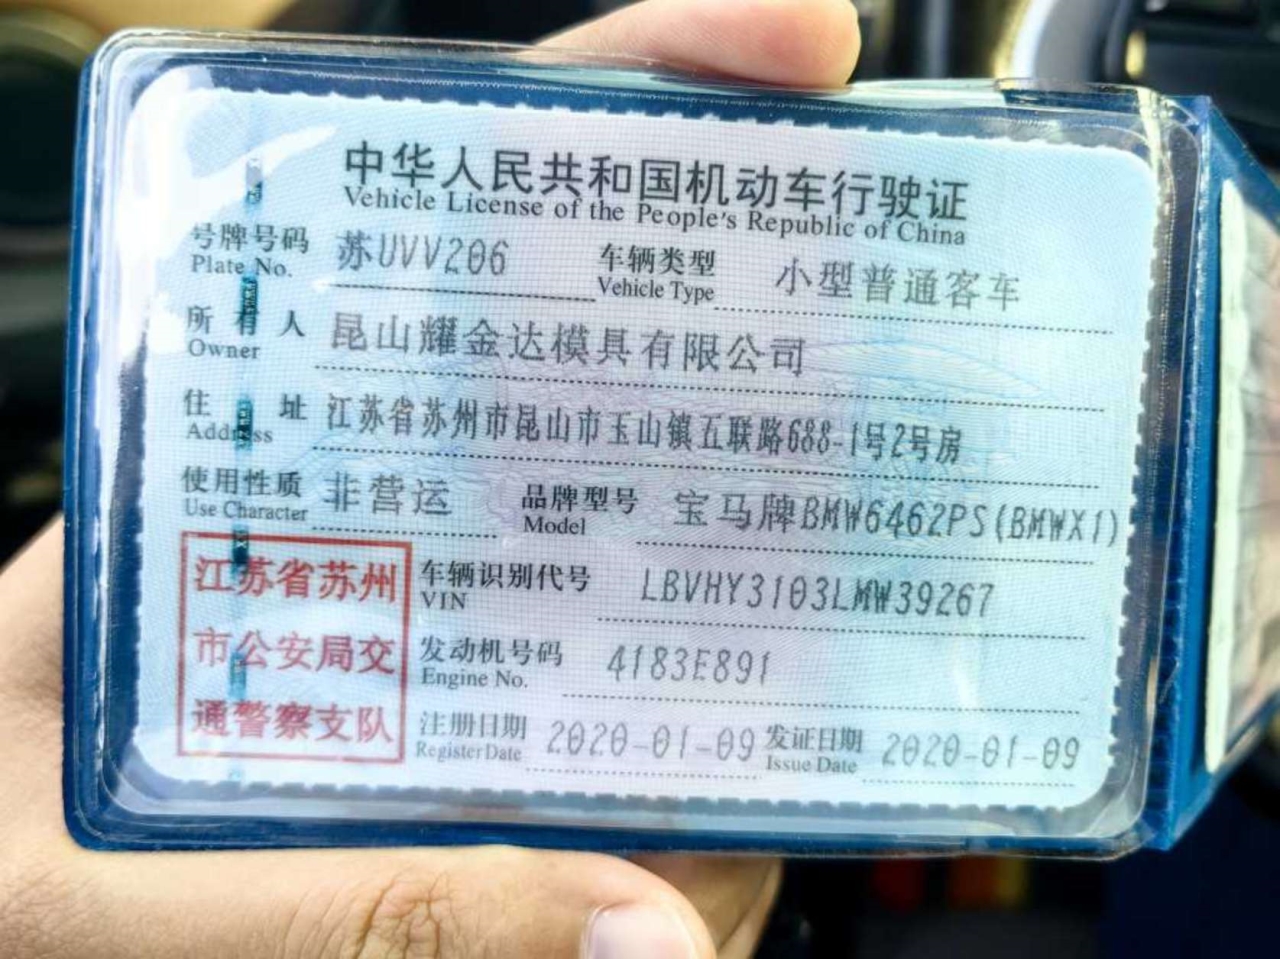 中华人民共和国机动车行驶证
Vehicle License of the People's Republic of China
号牌号码 苏UVV206 车辆类型 小型普通客车
Plate No. Vehicle Type
所有人 昆山耀金达模具有限公司
Owner
住址 江苏省苏州市昆山市玉山镇五联路688-1号2号房
Address
使用性质 非营运 品牌型号 宝马牌BMW6462PS(BMWX1)
Use Character Model
江苏省苏州
市公安局交
通警察支队
车辆识别代号 LBVHY3103LMW39267
VIN
发动机号码 4183E891
Engine No.
注册日期 2020-01-09 发证日期 2020-01-09
Register Date Issue Date